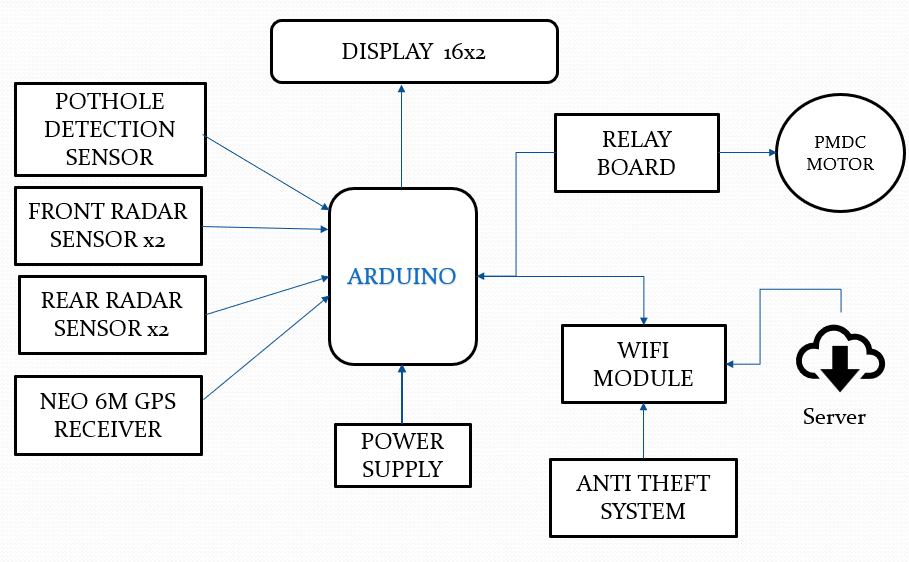 DISPLAY 16x2
POTHOLE
DETECTION
SENSOR
FRONT RADAR
SENSOR x2
REAR RADAR
SENSOR x2
NEO 6M GPS
RECEIVER
ARDUINO
POWER
SUPPLY
RELAY
BOARD
PMDC
MOTOR
WIFI
MODULE
Server
ANTI THEFT
SYSTEM